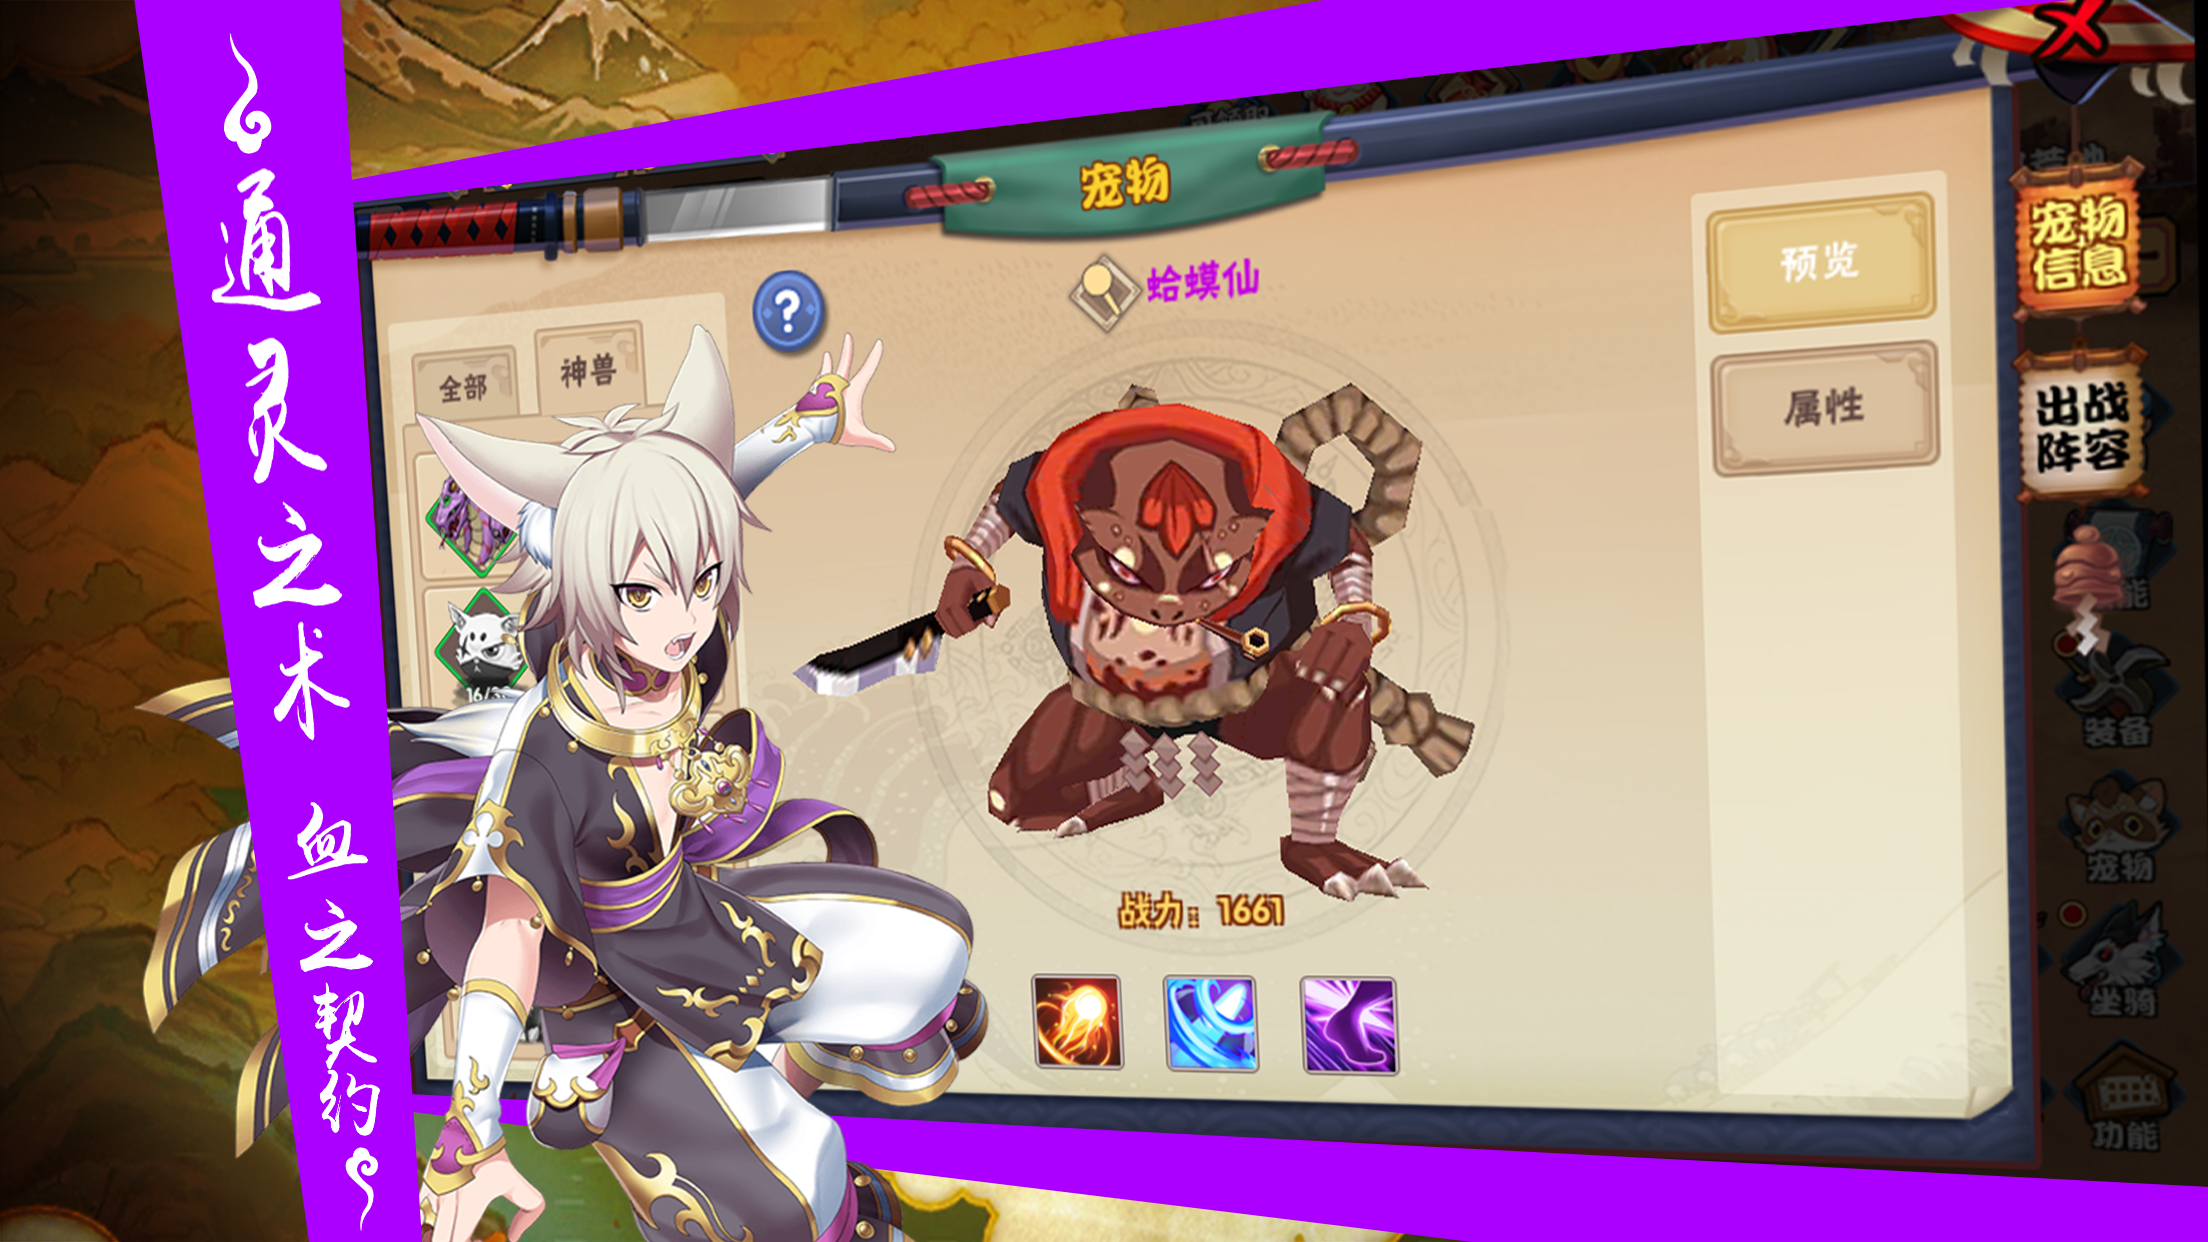 通灵之术 血之契约
宠物
?
蛤蟆仙
全部
神兽
16/
战力：1661
预览
属性
宠物
信息
出战
阵容
能
装备
宠物
坐骑
功能